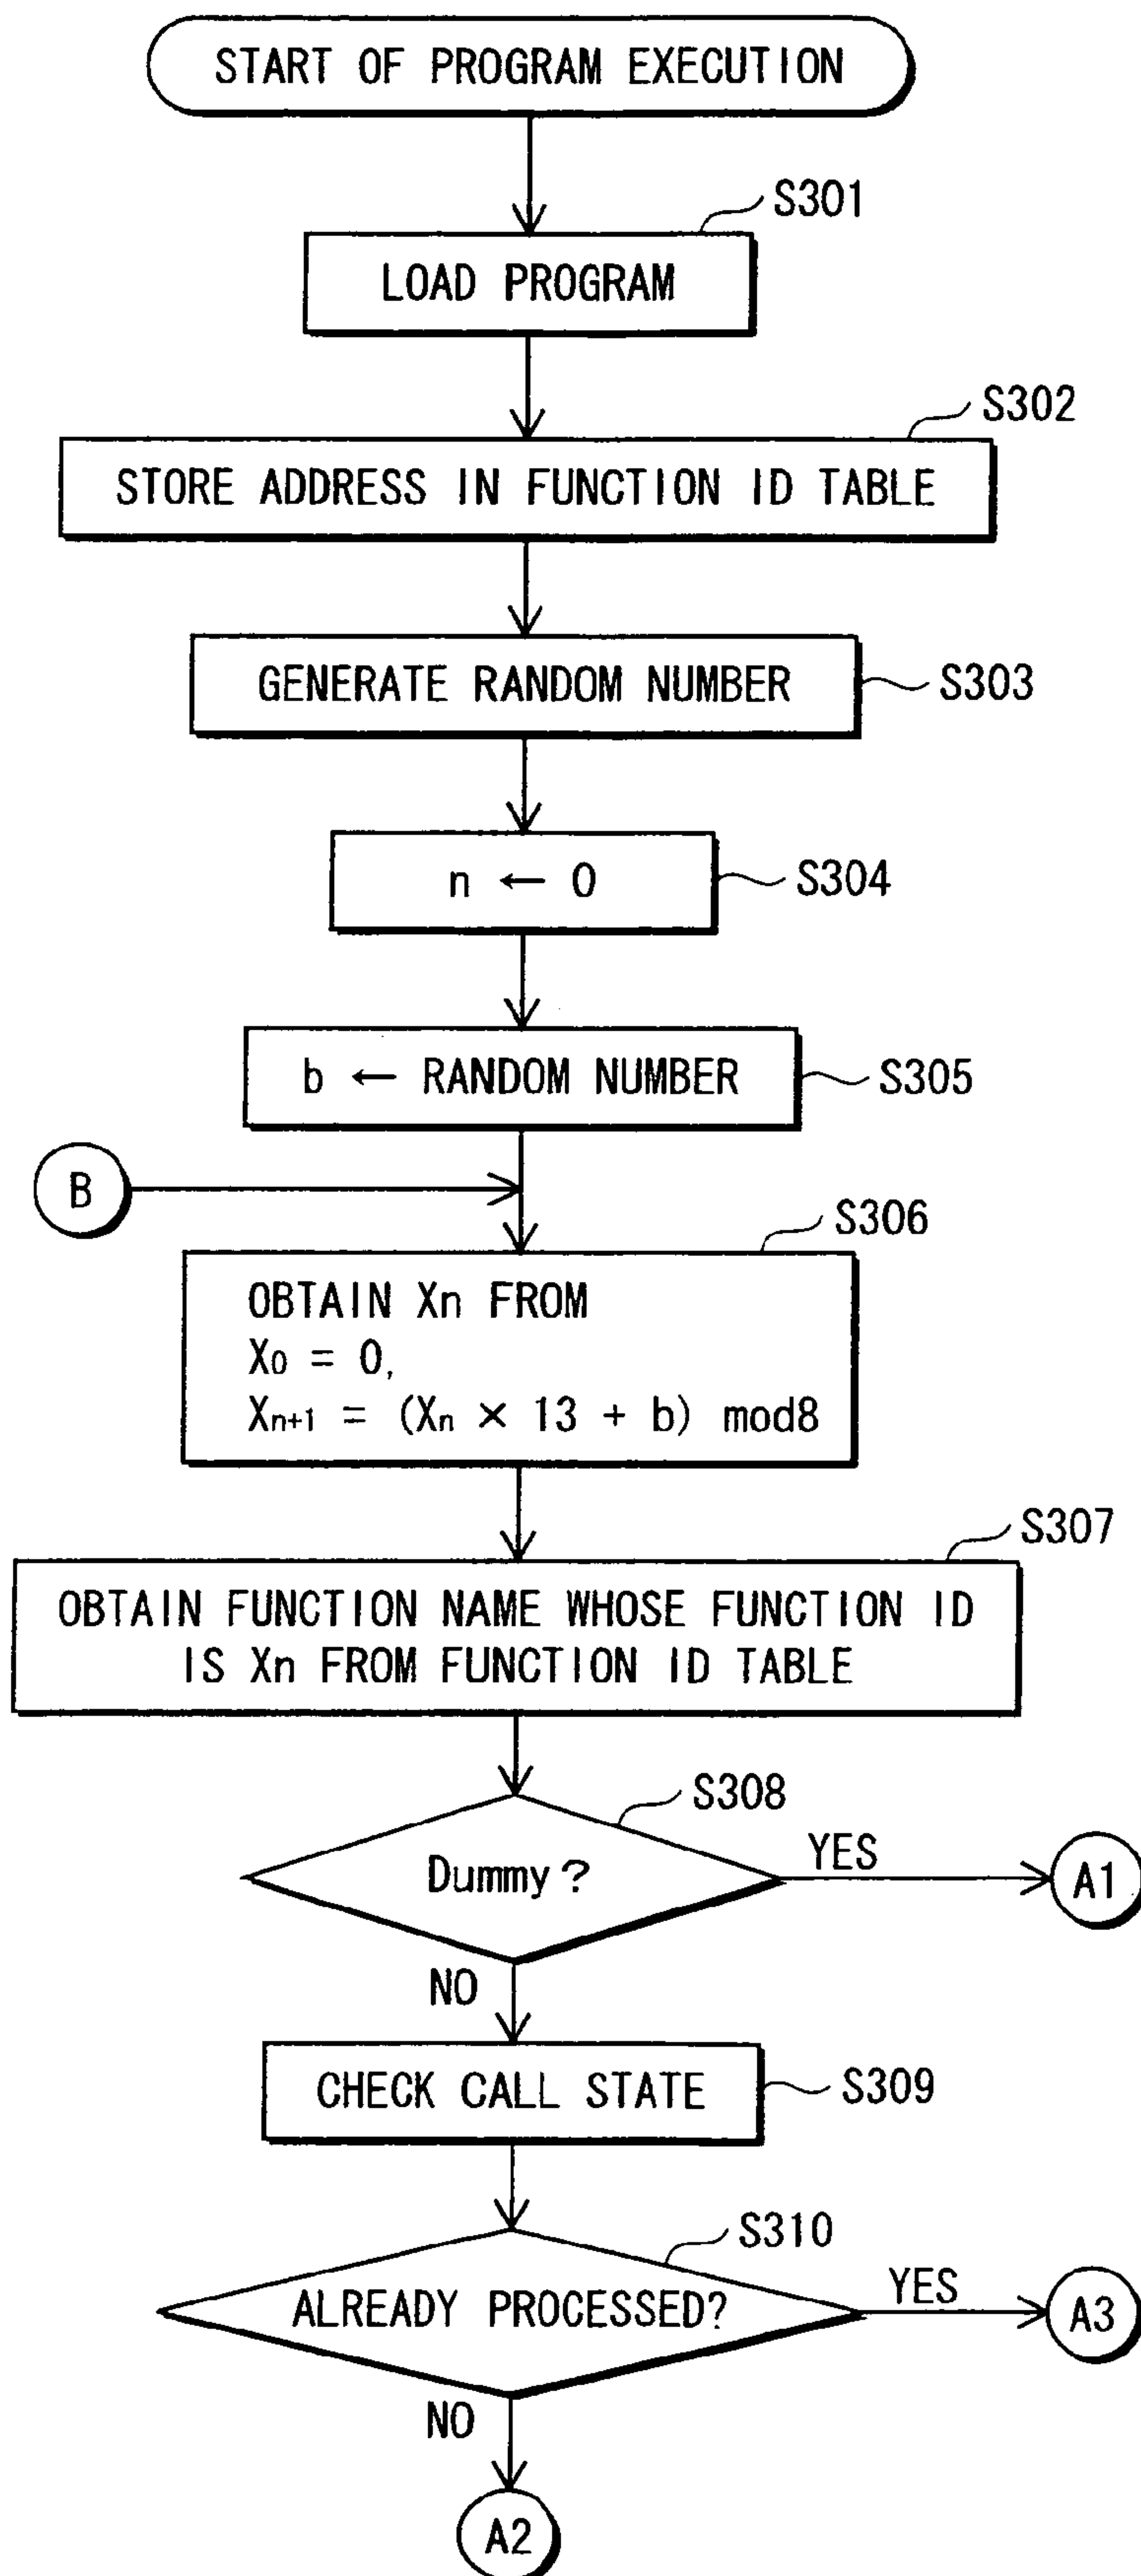 START OF PROGRAM EXECUTION
S301
LOAD PROGRAM
S302
STORE ADDRESS IN FUNCTION ID TABLE
GENERATE RANDOM NUMBER
S303
n ← 0
S304
b ← RANDOM NUMBER
S305
B
S306
OBTAIN Xn FROM
X0 = 0,
Xn+1 = (Xn × 13 + b) mod8
S307
OBTAIN FUNCTION NAME WHOSE FUNCTION ID
IS Xn FROM FUNCTION ID TABLE
S308
Dummy?
YES
A1
NO
CHECK CALL STATE
S309
S310
ALREADY PROCESSED?
YES
A3
NO
A2